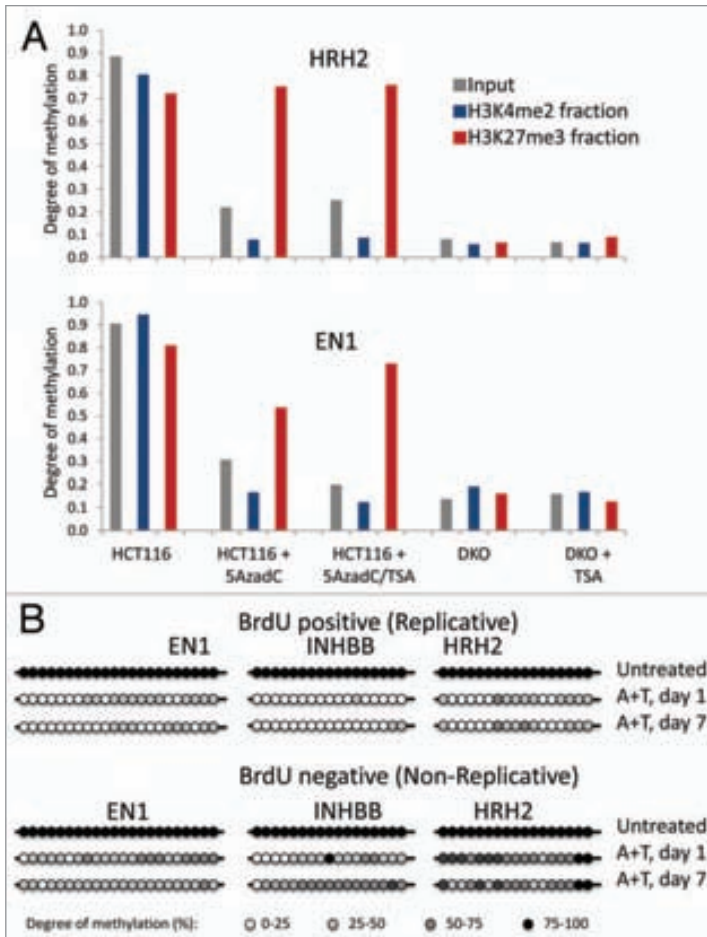 A
HRH2
Input
H3K4me2 fraction
H3K27me3 fraction
Degree of methylation
1.0
0.9
0.8
0.7
0.6
0.5
0.4
0.3
0.2
0.1
0.0
EN1
Degree of methylation
1.0
0.9
0.8
0.7
0.6
0.5
0.4
0.3
0.2
0.1
0.0
HCT116
HCT116 +
5AzadC
HCT116 +
5AzadC/TSA
DKO
DKO +
TSA
B
BrdU positive (Replicative)
EN1 INHBB HRH2
Untreated
A+T, day 1
A+T, day 7
BrdU negative (Non-Replicative)
EN1 INHBB HRH2
Untreated
A+T, day 1
A+T, day 7
Degree of methylation (%): 0-25 25-50 50-75 75-100